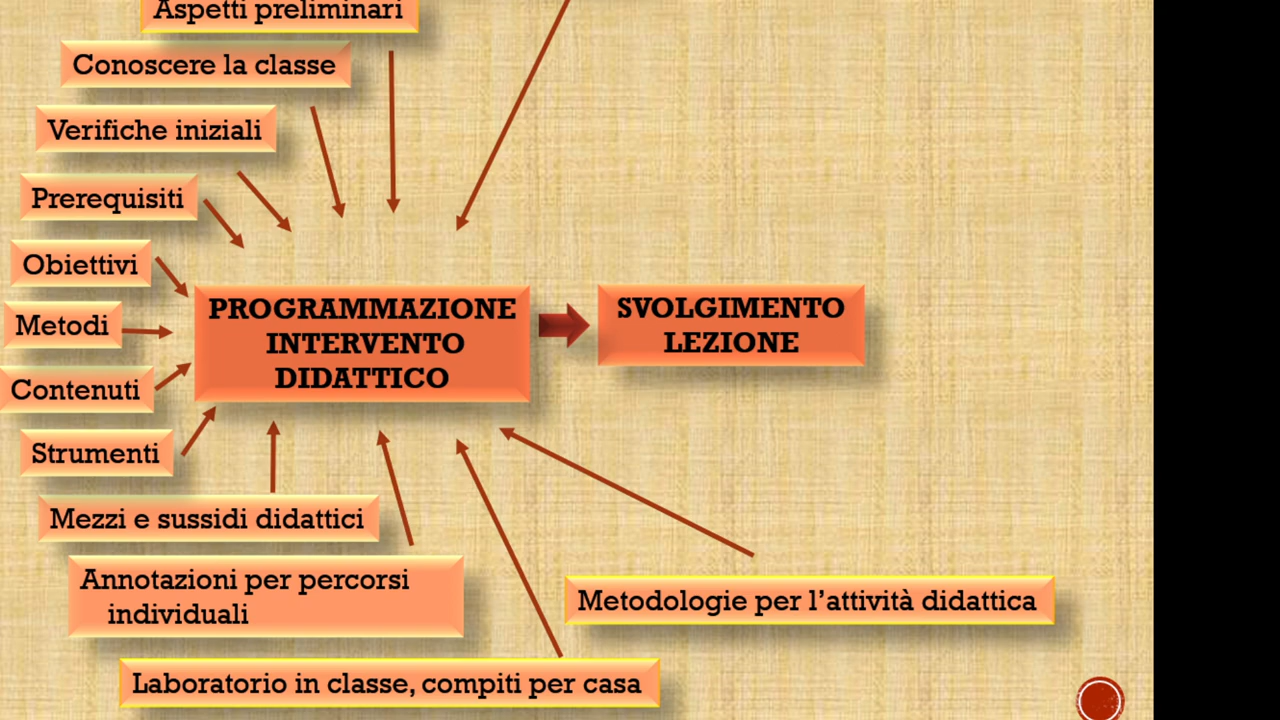 Aspetti preliminari
Conoscere la classe
Verifiche iniziali
Prerequisiti
Obiettivi
Metodi
Contenuti
Strumenti
Mezzi e sussidi didattici
Annotazioni per percorsi
individuali
Laboratorio in classe, compiti per casa
PROGRAMMAZIONE
INTERVENTO
DIDATTICO
SVOLGIMENTO
LEZIONE
Metodologie per l’attività didattica